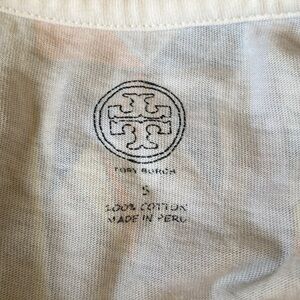 TORY BURCH
S
100% COTTON
MADE IN PERU